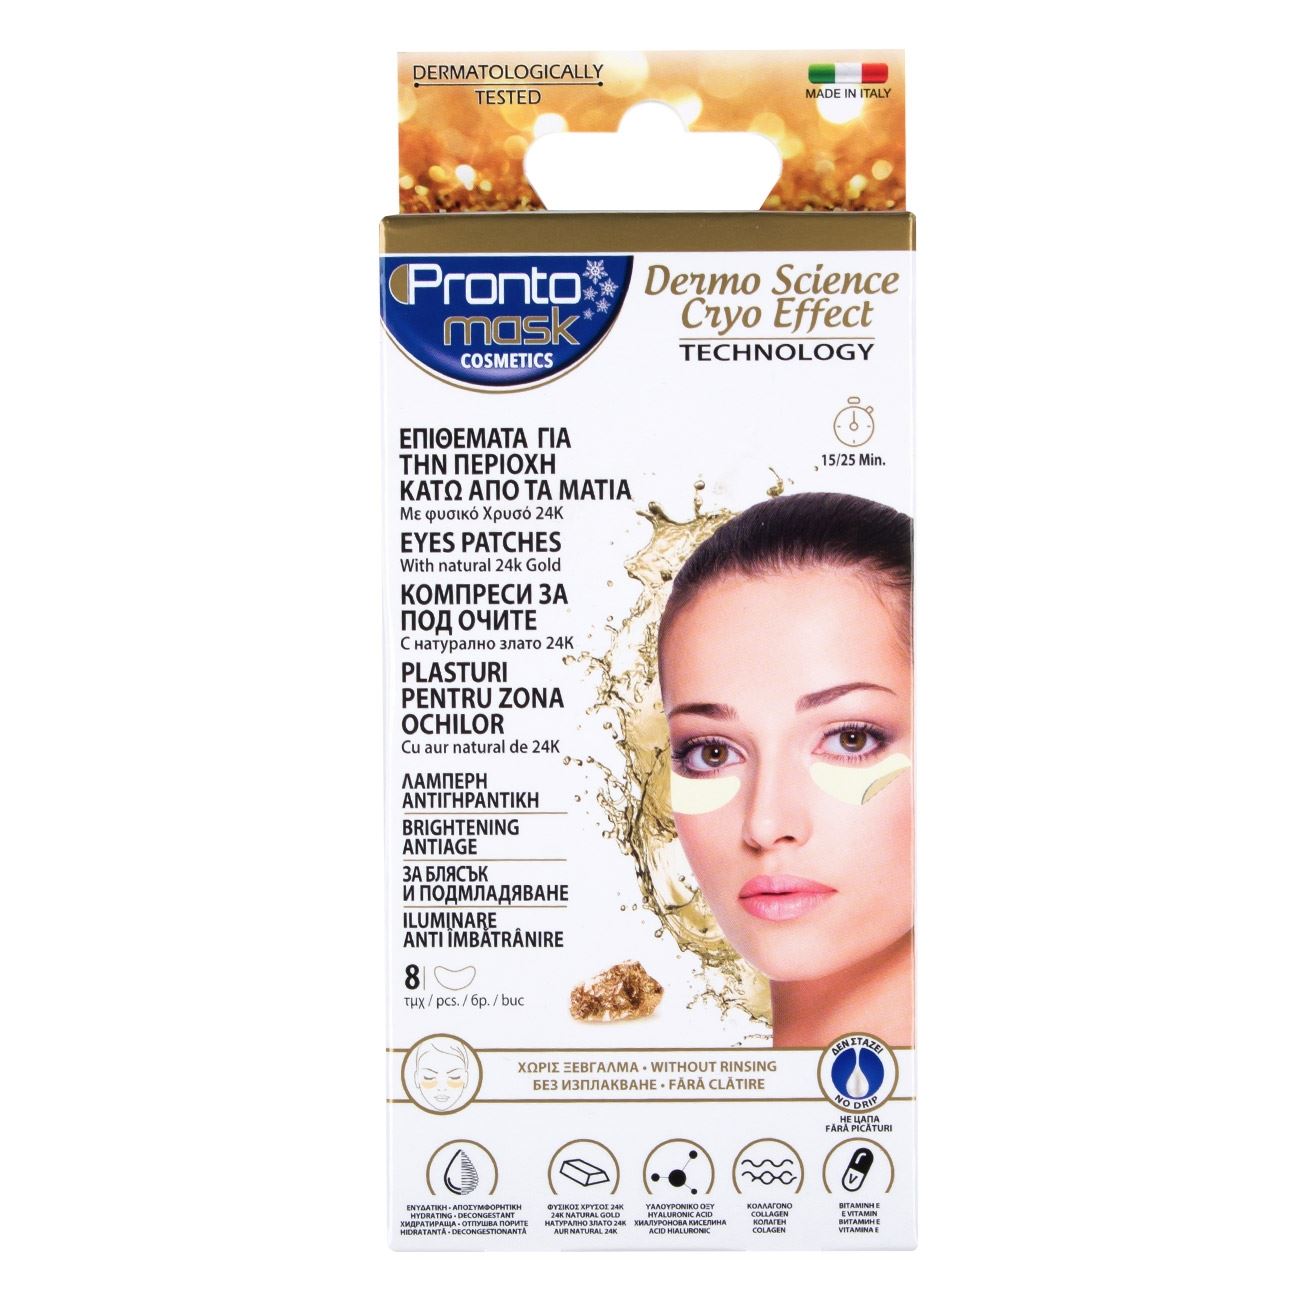 DERMATOLOGICALLY
TESTED
MADE IN ITALY
Pronto
mask
COSMETICS
Dermo Science
Cryo Effect
TECHNOLOGY
15/25 Min.
ΕΠΙΘΕΜΑΤΑ ΓΙΑ
ΤΗΝ ΠΕΡΙΟΧΗ
ΚΑΤΩ ΑΠΟ ΤΑ ΜΑΤΙΑ
Με φυσικό Χρυσό 24K
EYES PATCHES
With natural 24k Gold
КОМПРЕСИ ЗА
ПОД ОЧИТЕ
С натурално злато 24K
PLASTURI
PENTRU ZONA
OCHILOR
Cu aur natural de 24K
ΛΑΜΠΕΡΗ
ΑΝΤΙΓΗΡΑΝΤΙΚΗ
BRIGHTENING
ANTIAGE
ЗА БЛЯСЪК
И ПОДМЛАДЯВАНЕ
ILUMINARE
ANTI ÎMBĂTRÂNIRE
8
τμχ / pcs. / бр. / buc
ΧΩΡΙΣ ΞΕΒΓΑΛΜΑ • WITHOUT RINSING
БЕЗ ИЗПЛАКВАНЕ • FĂRĂ CLĂTIRE
ΔΕΝ ΣΤΑΖΕΙ
NO DRIP
НЕ ЦАПА
FĂRĂ PICĂTURI
ΕΝΥΔΑΤΙΚΗ • ΑΠΟΣΥΜΦΟΡΗΤΙΚΗ
HYDRATING • DECONGESTANT
ХИДРАТИРАЩА • ОТПУШВА ПОРИТЕ
HIDRATANTĂ • DECONGESTIONANTĂ
ΦΥΣΙΚΟΣ ΧΡΥΣΟΣ 24K
24K NATURAL GOLD
НАТУРАЛНО ЗЛАТО 24K
AUR NATURAL 24K
ΥΑΛΟΥΡΟΝΙΚΟ ΟΞΥ
HYALURONIC ACID
ХИАЛУРОНОВА КИСЕЛИНА
ACID HIALURONIC
ΚΟΛΛΑΓΟΝΟ
COLLAGEN
КОЛАГЕН
COLAGEN
V
ΒΙΤΑΜΙΝΗ Ε
E VITAMIN
ВИТАМИН Е
VITAMINA E